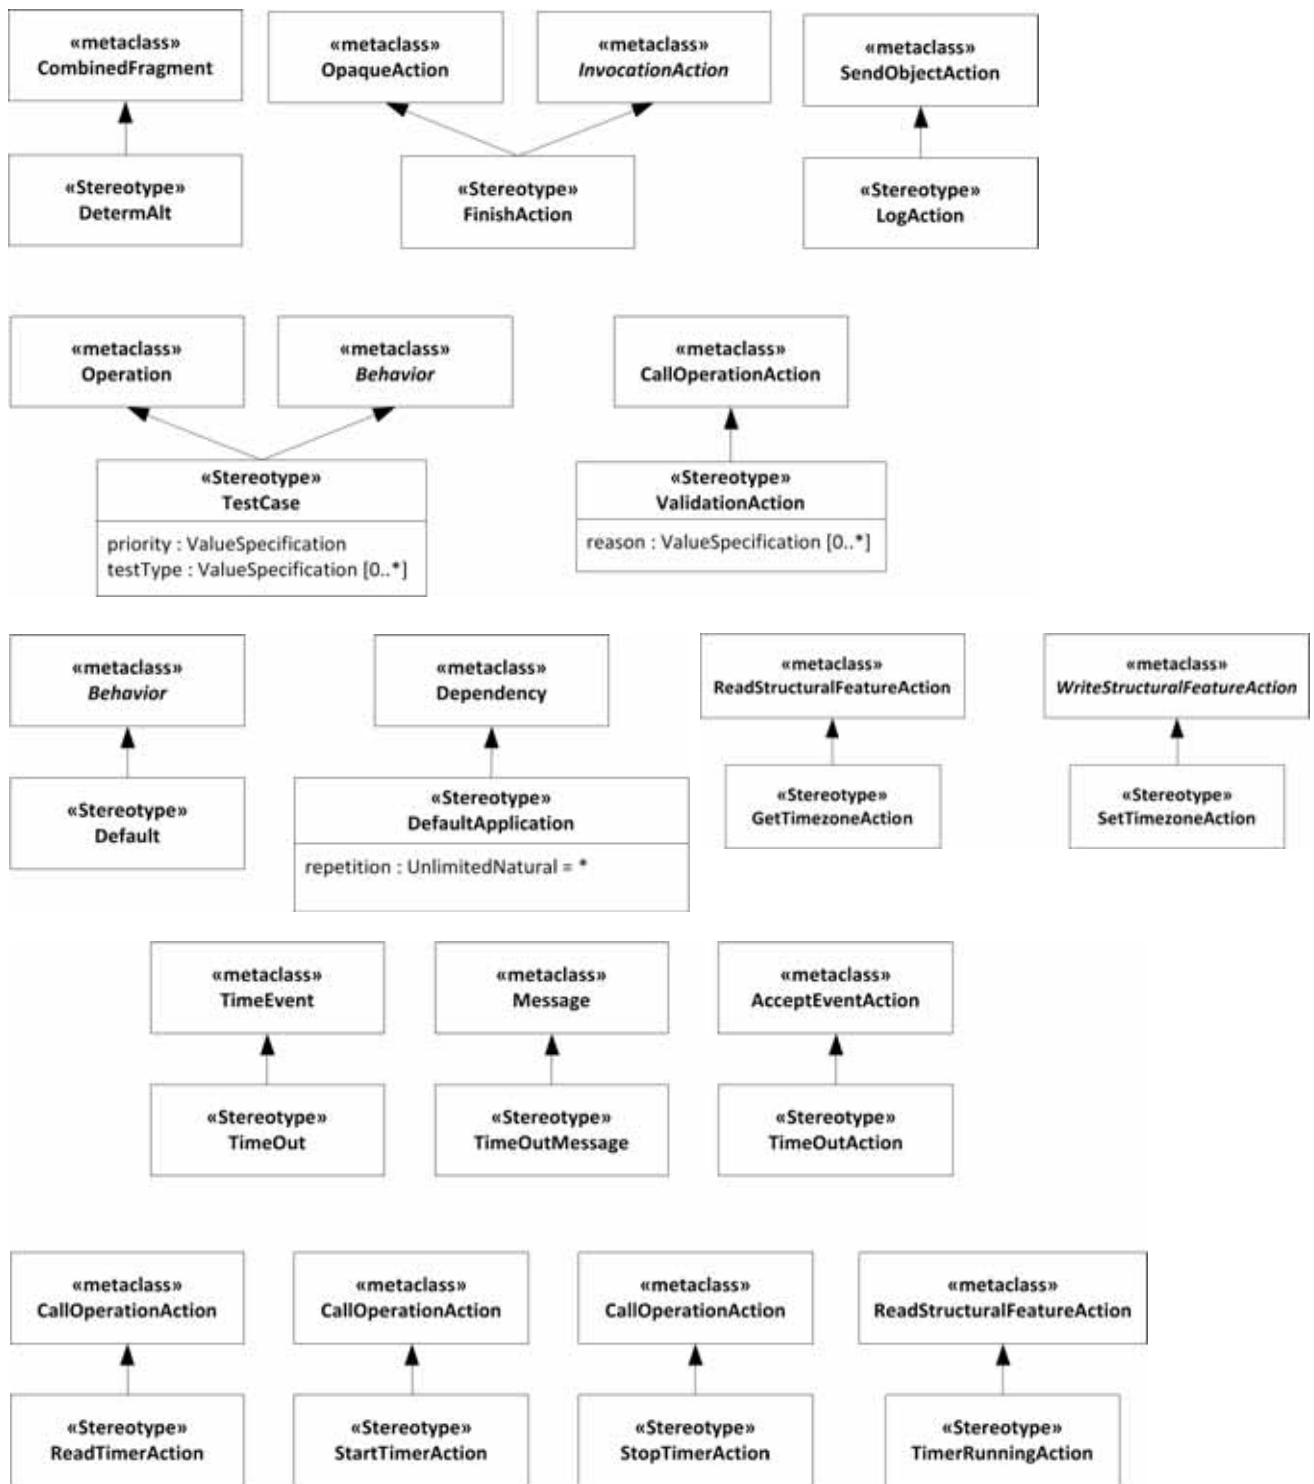 «metaclass»
CombinedFragment
«metaclass»
OpaqueAction
«metaclass»
InvocationAction
«metaclass»
SendObjectAction
«Stereotype»
DetermAlt
«Stereotype»
FinishAction
«Stereotype»
LogAction
«metaclass»
Operation
«metaclass»
Behavior
«metaclass»
CallOperationAction
«Stereotype»
TestCase
priority : ValueSpecification
testType : ValueSpecification [0..*]
«Stereotype»
ValidationAction
reason : ValueSpecification [0..*]
«metaclass»
Behavior
«metaclass»
Dependency
«metaclass»
ReadStructuralFeatureAction
«metaclass»
WriteStructuralFeatureAction
«Stereotype»
Default
«Stereotype»
DefaultApplication
repetition : UnlimitedNatural = *
«Stereotype»
GetTimezoneAction
«Stereotype»
SetTimezoneAction
«metaclass»
TimeEvent
«metaclass»
Message
«metaclass»
AcceptEventAction
«Stereotype»
TimeOut
«Stereotype»
TimeOutMessage
«Stereotype»
TimeOutAction
«metaclass»
CallOperationAction
«metaclass»
CallOperationAction
«metaclass»
CallOperationAction
«metaclass»
ReadStructuralFeatureAction
«Stereotype»
ReadTimerAction
«Stereotype»
StartTimerAction
«Stereotype»
StopTimerAction
«Stereotype»
TimerRunningAction